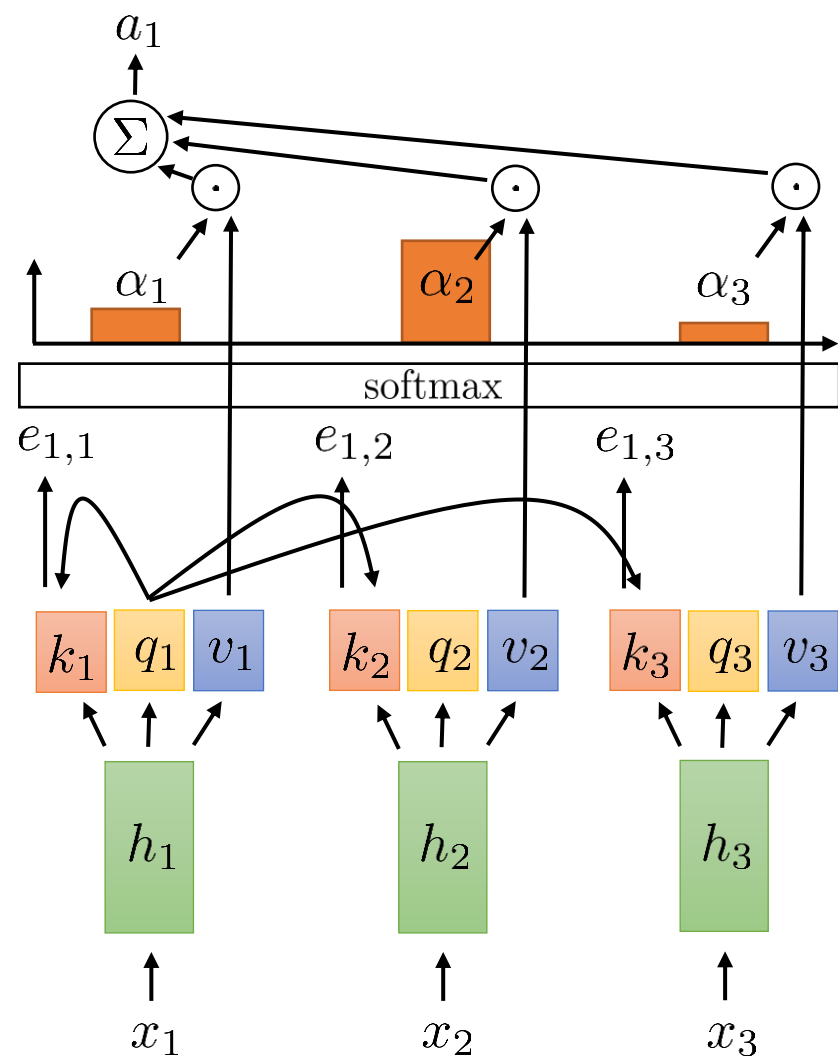 a₁
Σ
· · ·
α₁ α₂ α₃
softmax
e₁,₁ e₁,₂ e₁,₃
k₁ q₁ v₁ k₂ q₂ v₂ k₃ q₃ v₃
h₁ h₂ h₃
x₁ x₂ x₃